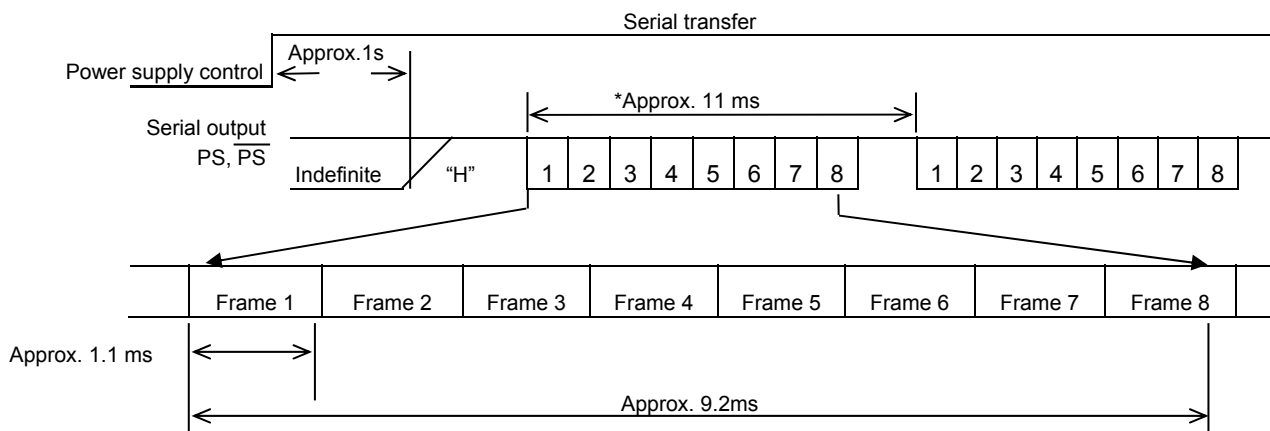 Serial transfer
Approx.1s
Power supply control
*Approx. 11 ms
Serial output
PS, P̅S̅
Indefinite
“H”
1 2 3 4 5 6 7 8
1 2 3 4 5 6 7 8
Frame 1 Frame 2 Frame 3 Frame 4 Frame 5 Frame 6 Frame 7 Frame 8
Approx. 1.1 ms
Approx. 9.2ms